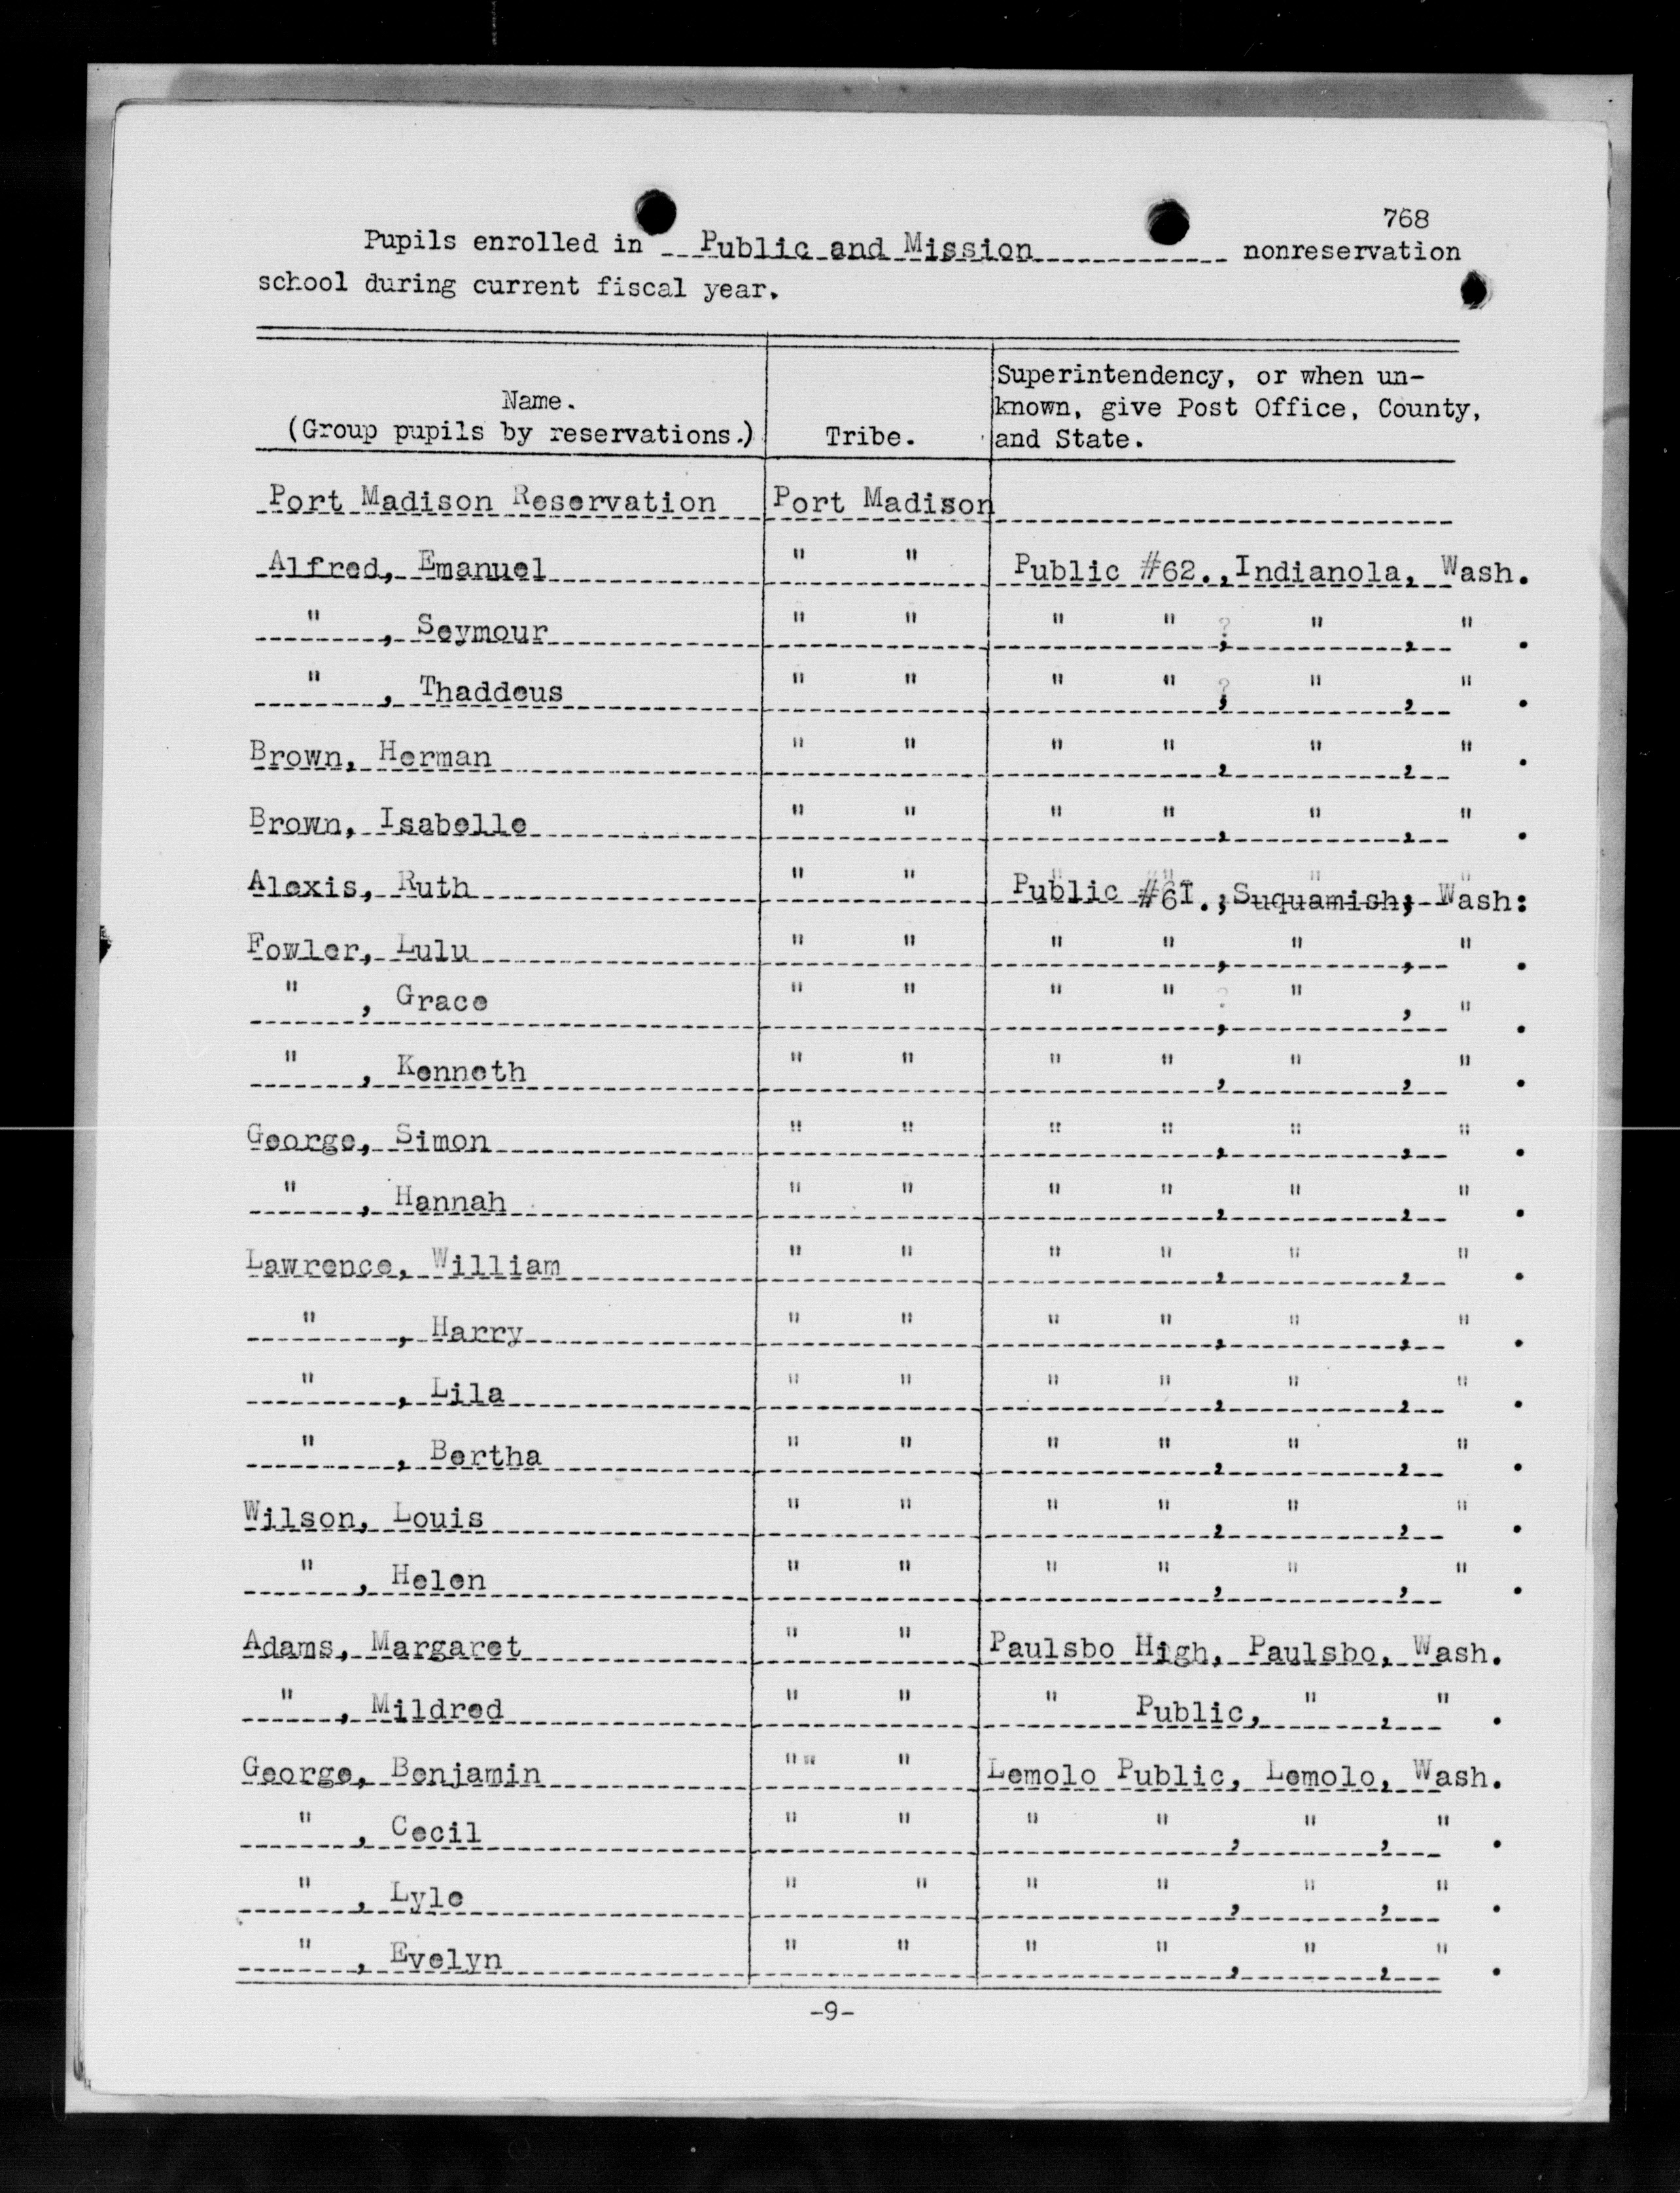 768
Pupils enrolled in Public and Mission nonreservation
school during current fiscal year.
Name.
(Group pupils by reservations.)
Tribe.
Superintendency, or when un-
known, give Post Office, County,
and State.
Port Madison Reservation Port Madison
Alfred, Emanuel " " Public #62., Indianola, Wash.
" , Seymour " " " " , " , " .
" , Thaddeus " " " " , " , " .
Brown, Herman " " " " , " , " .
Brown, Isabelle " " " " , " , " .
Alexis, Ruth " " Public #6I., Suquamish, Wash:
Fowler, Lulu " " " " , " , " .
" , Grace " " " " , " , " .
" , Kenneth " " " " , " , " .
George, Simon " " " " , " , " .
" , Hannah " " " " , " , " .
Lawrence, William " " " " , " , " .
" , Harry " " " " , " , " .
" , Lila " " " " , " , " .
" , Bertha " " " " , " , " .
Wilson, Louis " " " " , " , " .
" , Helen " " " " , " , " .
Adams, Margaret " " Paulsbo High, Paulsbo, Wash.
" , Mildred " " " Public, " , " .
George, Benjamin " " Lemolo Public, Lemolo, Wash.
" , Cecil " " " " , " , " .
" , Lyle " " " " , " , " .
" , Evelyn " " " " , " , " .
-9-